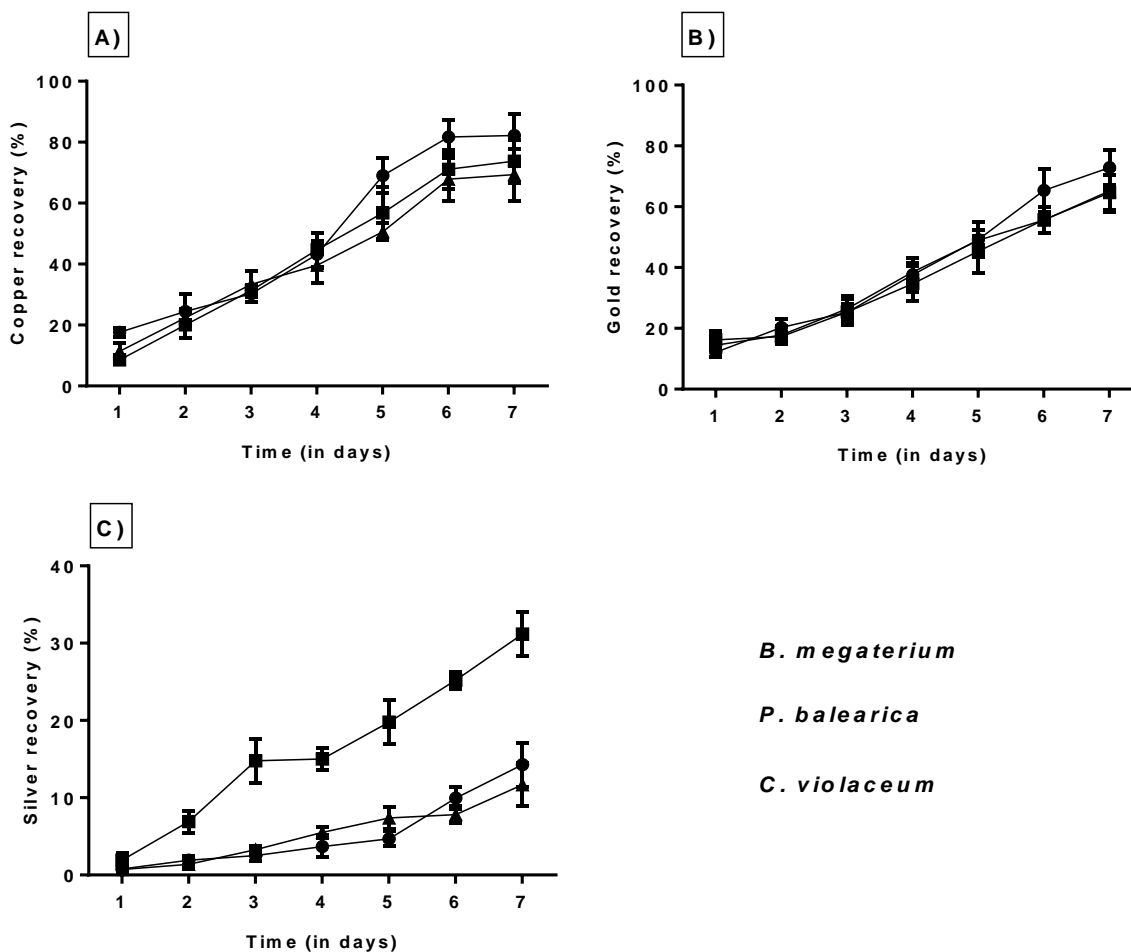 A)
Copper recovery (%)
100
80
60
40
20
0
1 2 3 4 5 6 7
Time (in days)
B)
Gold recovery (%)
100
80
60
40
20
0
1 2 3 4 5 6 7
Time (in days)
C)
Silver recovery (%)
40
30
20
10
0
1 2 3 4 5 6 7
Time (in days)
B. megaterium
P. balearica
C. violaceum